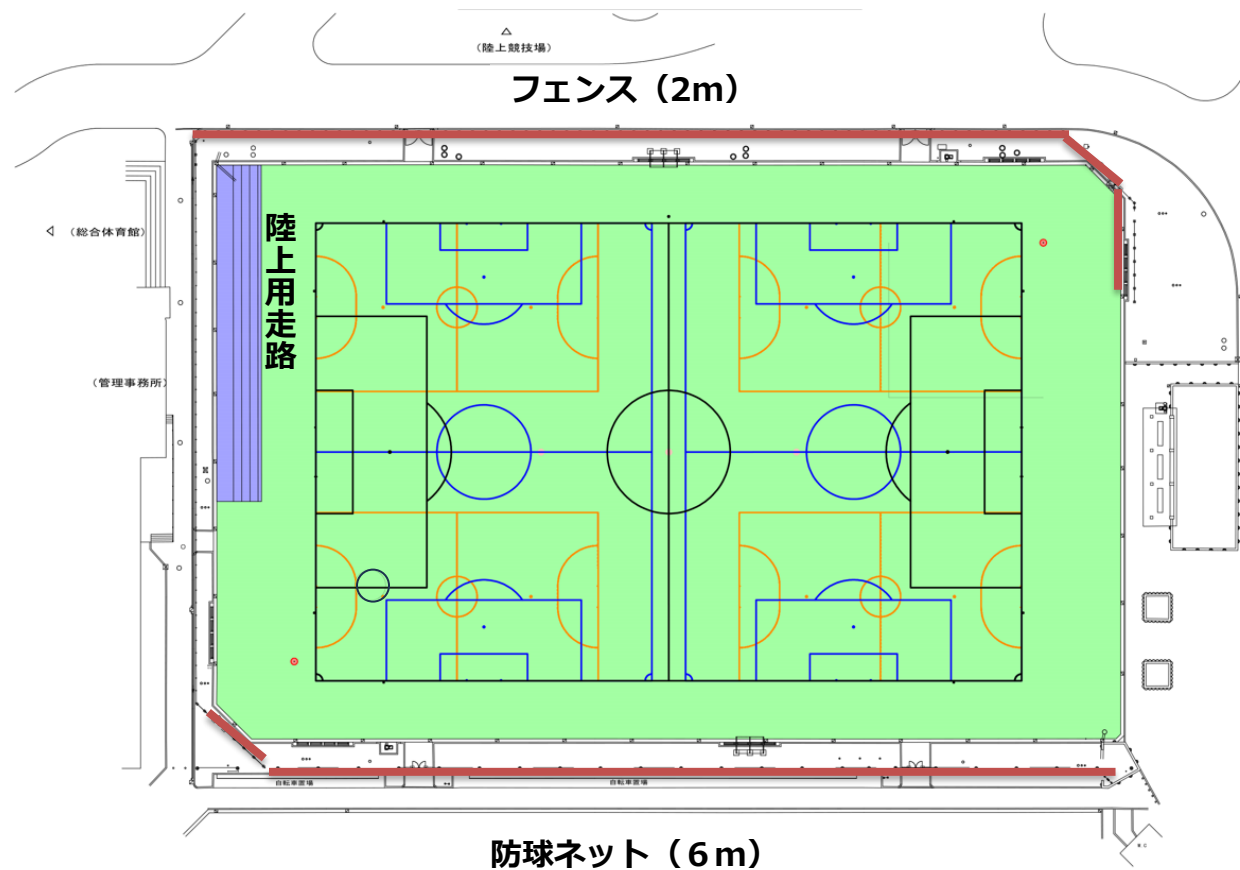 △
（陸上競技場）
フェンス（2m）
陸上用走路
◁ （総合体育館）
（管理事務所）
自転車置場
自転車置場
防球ネット（６ｍ）